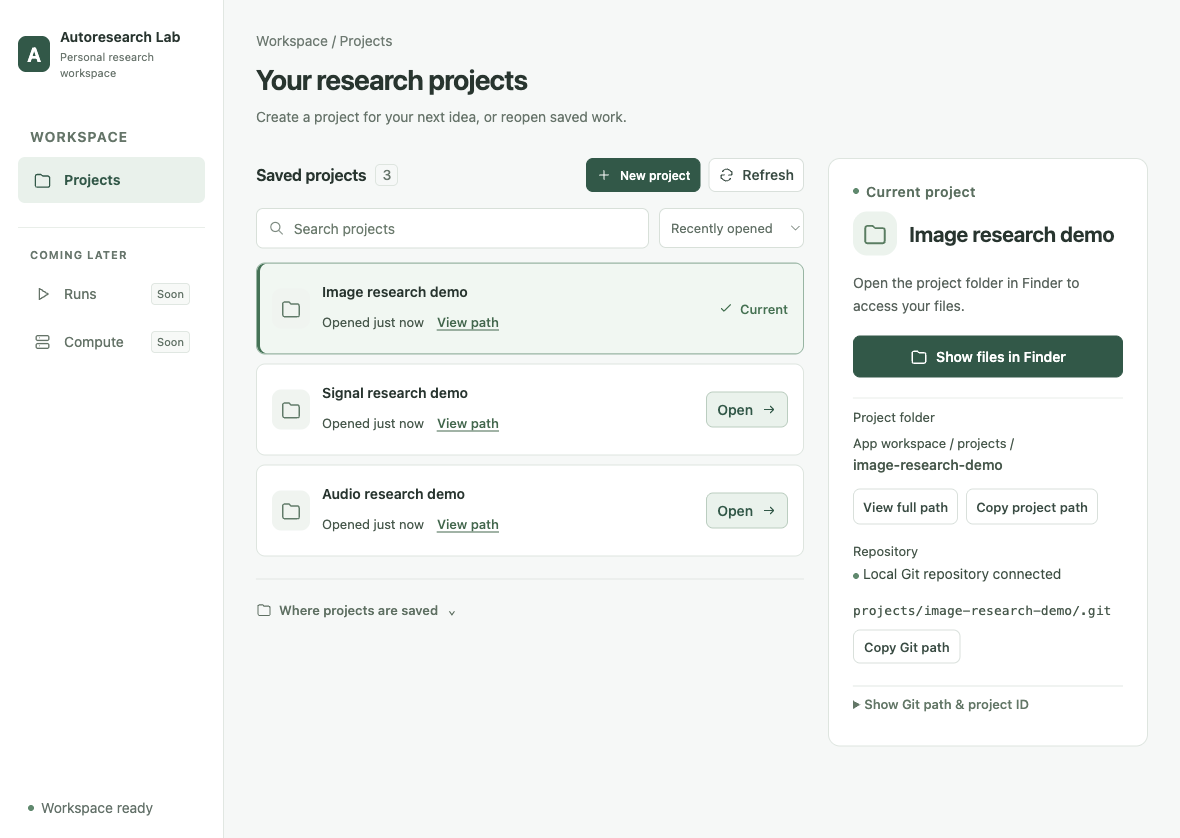 A
Autoresearch Lab
Personal research
workspace
WORKSPACE
Projects
COMING LATER
Runs
Soon
Compute
Soon
Workspace ready
Workspace / Projects
Your research projects
Create a project for your next idea, or reopen saved work.
Saved projects 3
New project
Refresh
Search projects
Recently opened
Image research demo
Opened just now View path
Current
Signal research demo
Opened just now View path
Open
Audio research demo
Opened just now View path
Open
Where projects are saved
Current project
Image research demo
Open the project folder in Finder to
access your files.
Show files in Finder
Project folder
App workspace / projects /
image-research-demo
View full path
Copy project path
Repository
Local Git repository connected
projects/image-research-demo/.git
Copy Git path
Show Git path & project ID